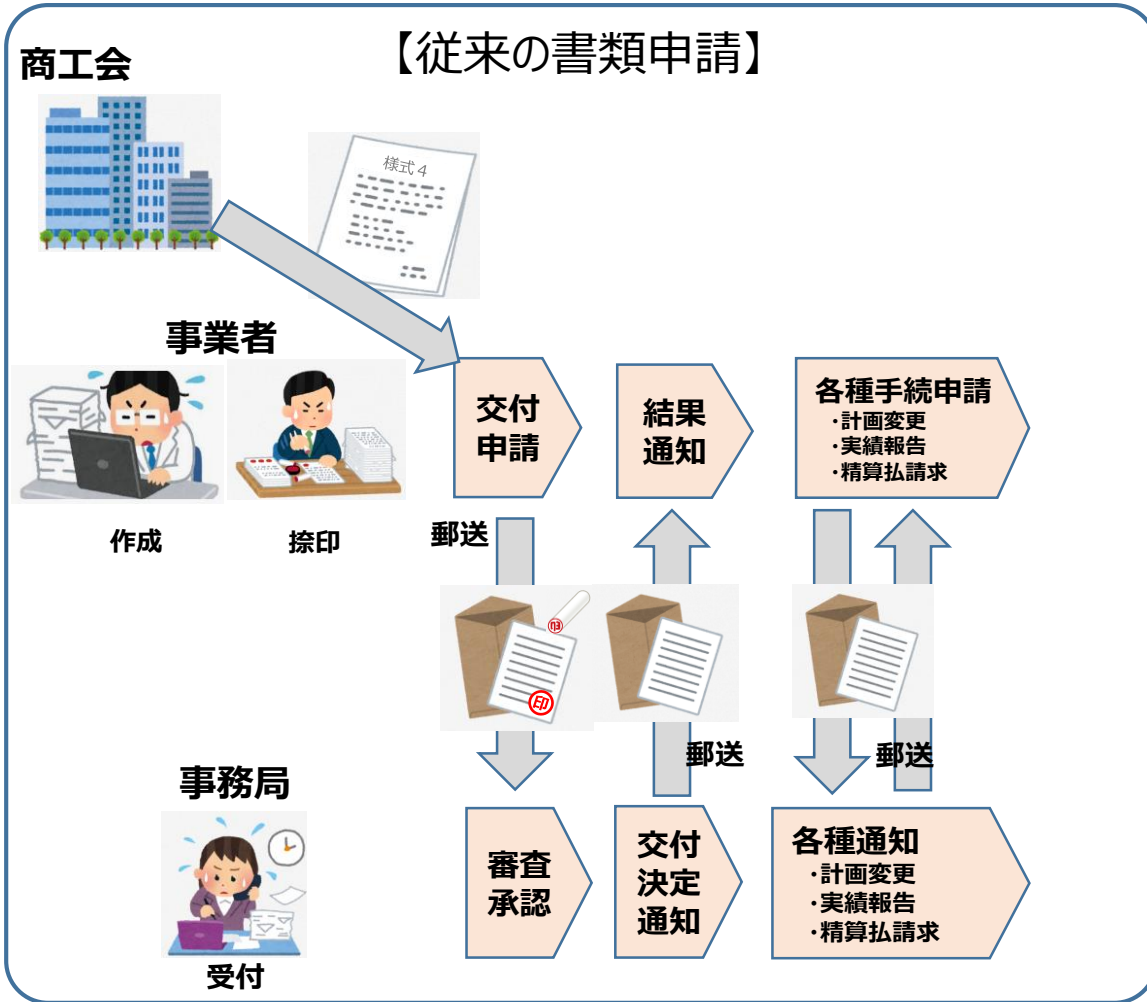 【従来の書類申請】
商工会
様式4
事業者
作成
捺印
交付
申請
結果
通知
各種手続申請
・計画変更
・実績報告
・精算払請求
郵送
印
印
郵送
郵送
事務局
受付
審査
承認
交付
決定
通知
各種通知
・計画変更
・実績報告
・精算払請求